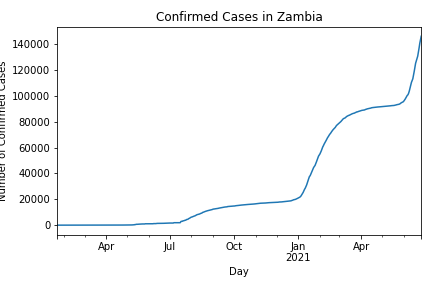 Confirmed Cases in Zambia
Number of Confirmed Cases
140000
120000
100000
80000
60000
40000
20000
0
Apr
Jul
Oct
Jan
2021
Apr
Day